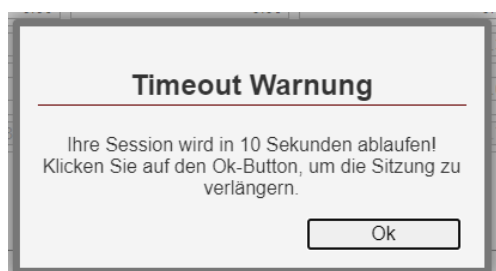 Timeout Warnung
Ihre Session wird in 10 Sekunden ablaufen!
Klicken Sie auf den Ok-Button, um die Sitzung zu
verlängern.
Ok